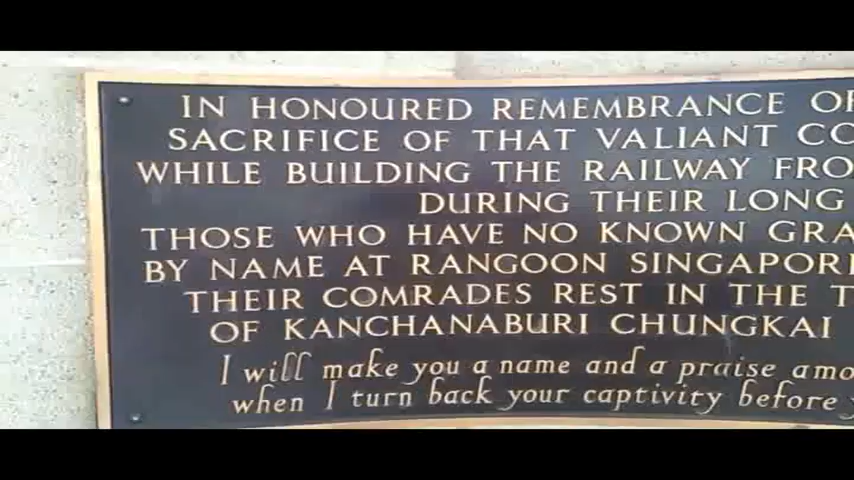 IN HONOURED REMEMBRANCE OF
SACRIFICE OF THAT VALIANT CO
WHILE BUILDING THE RAILWAY FRO
DURING THEIR LONG
THOSE WHO HAVE NO KNOWN GRA
BY NAME AT RANGOON SINGAPOR
THEIR COMRADES REST IN THE T
OF KANCHANABURI CHUNGKAI
I will make you a name and a praise amo
when I turn back your captivity before y